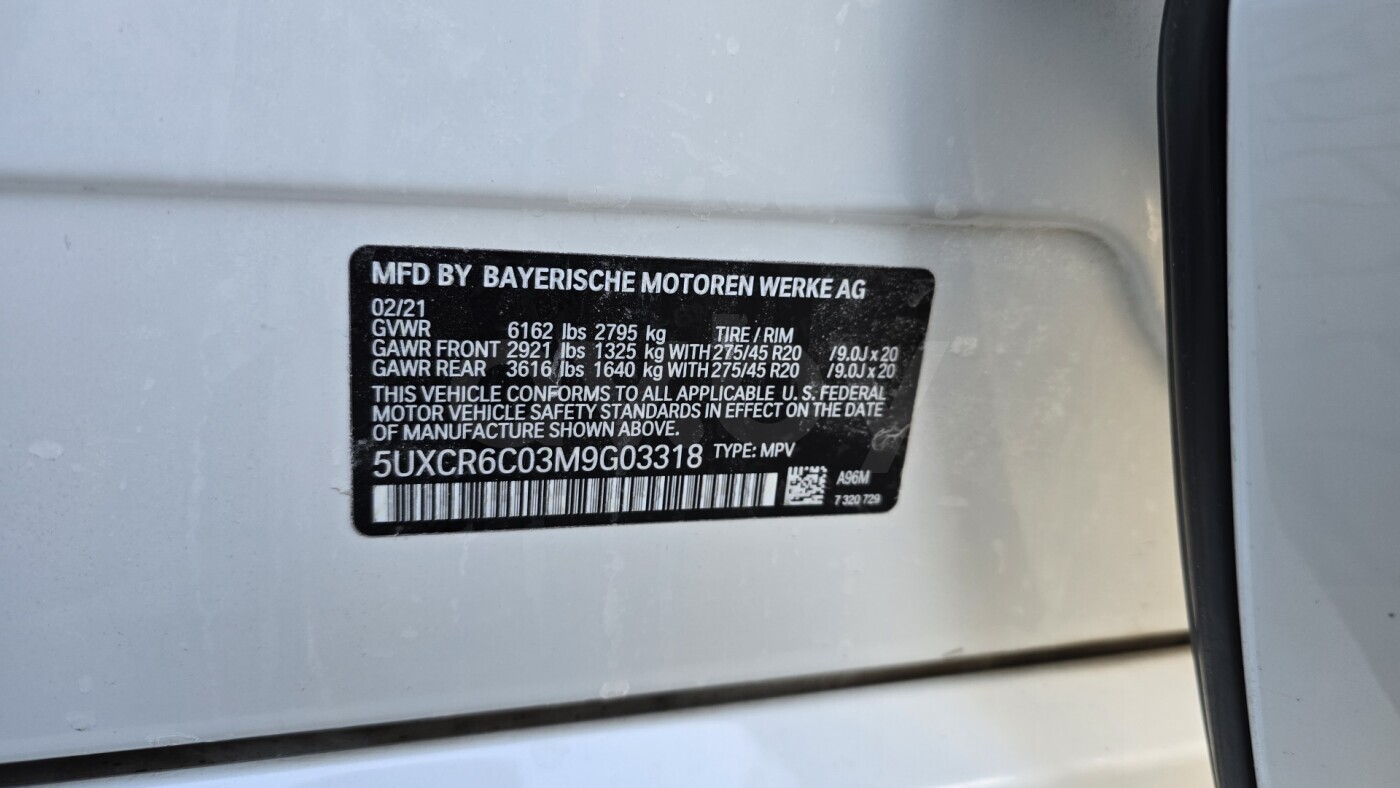 MFD BY BAYERISCHE MOTOREN WERKE AG
02/21
GVWR 6162 lbs 2795 kg TIRE / RIM
GAWR FRONT 2921 lbs 1325 kg WITH 275/45 R20 /9.0J x 20
GAWR REAR 3616 lbs 1640 kg WITH 275/45 R20 /9.0J x 20
THIS VEHICLE CONFORMS TO ALL APPLICABLE U.S. FEDERAL
MOTOR VEHICLE SAFETY STANDARDS IN EFFECT ON THE DATE
OF MANUFACTURE SHOWN ABOVE.
5UXCR6C03M9G03318 TYPE: MPV
A96M
7 320 729